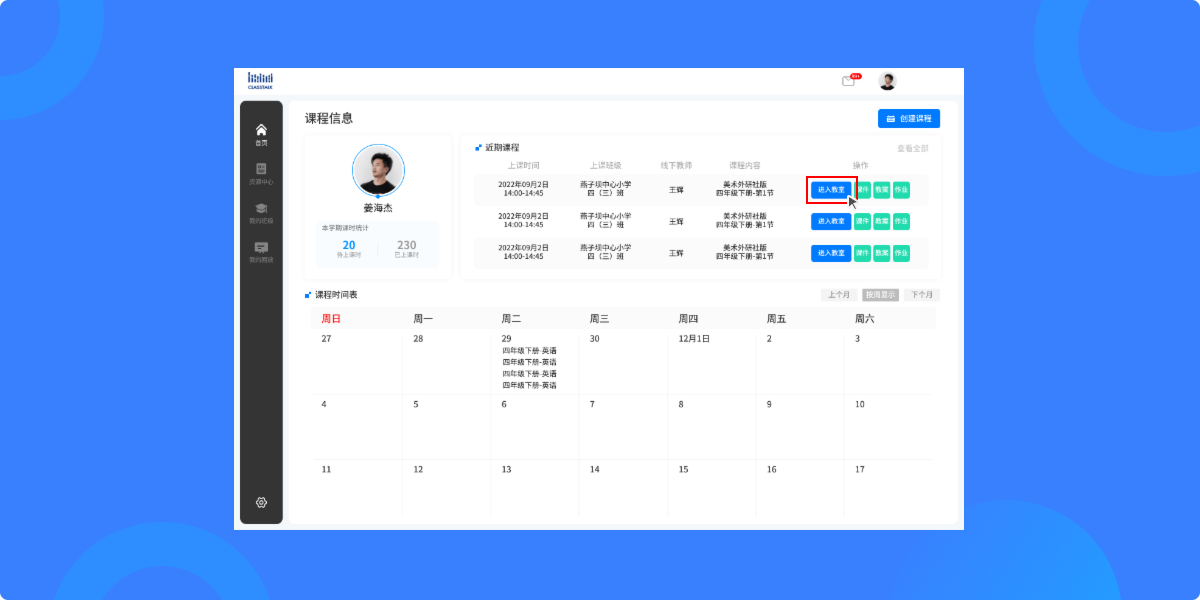 CLASSTALK
99+
首页
资源中心
我的班级
我的回放
课程信息
创建课程
姜海杰
本学期课时统计
20 230
待上课时 已上课时
近期课程 查看全部
上课时间 上课班级 线下教师 课程内容 操作
2022年09月2日 燕子坝中心小学 王辉 美术外研社版 进入教室 课件 教案 作业
14:00-14:45 四（三）班 四年级下册-第1节
2022年09月2日 燕子坝中心小学 王辉 美术外研社版 进入教室 课件 教案 作业
14:00-14:45 四（三）班 四年级下册-第1节
2022年09月2日 燕子坝中心小学 王辉 美术外研社版 进入教室 课件 教案 作业
14:00-14:45 四（三）班 四年级下册-第1节
课程时间表 上个月 按周显示 下个月
周日 周一 周二 周三 周四 周五 周六
27 28 29 30 12月1日 2 3
四年级下册-英语
四年级下册-英语
四年级下册-英语
四年级下册-英语
4 5 6 7 8 9 10
11 12 13 14 15 16 17